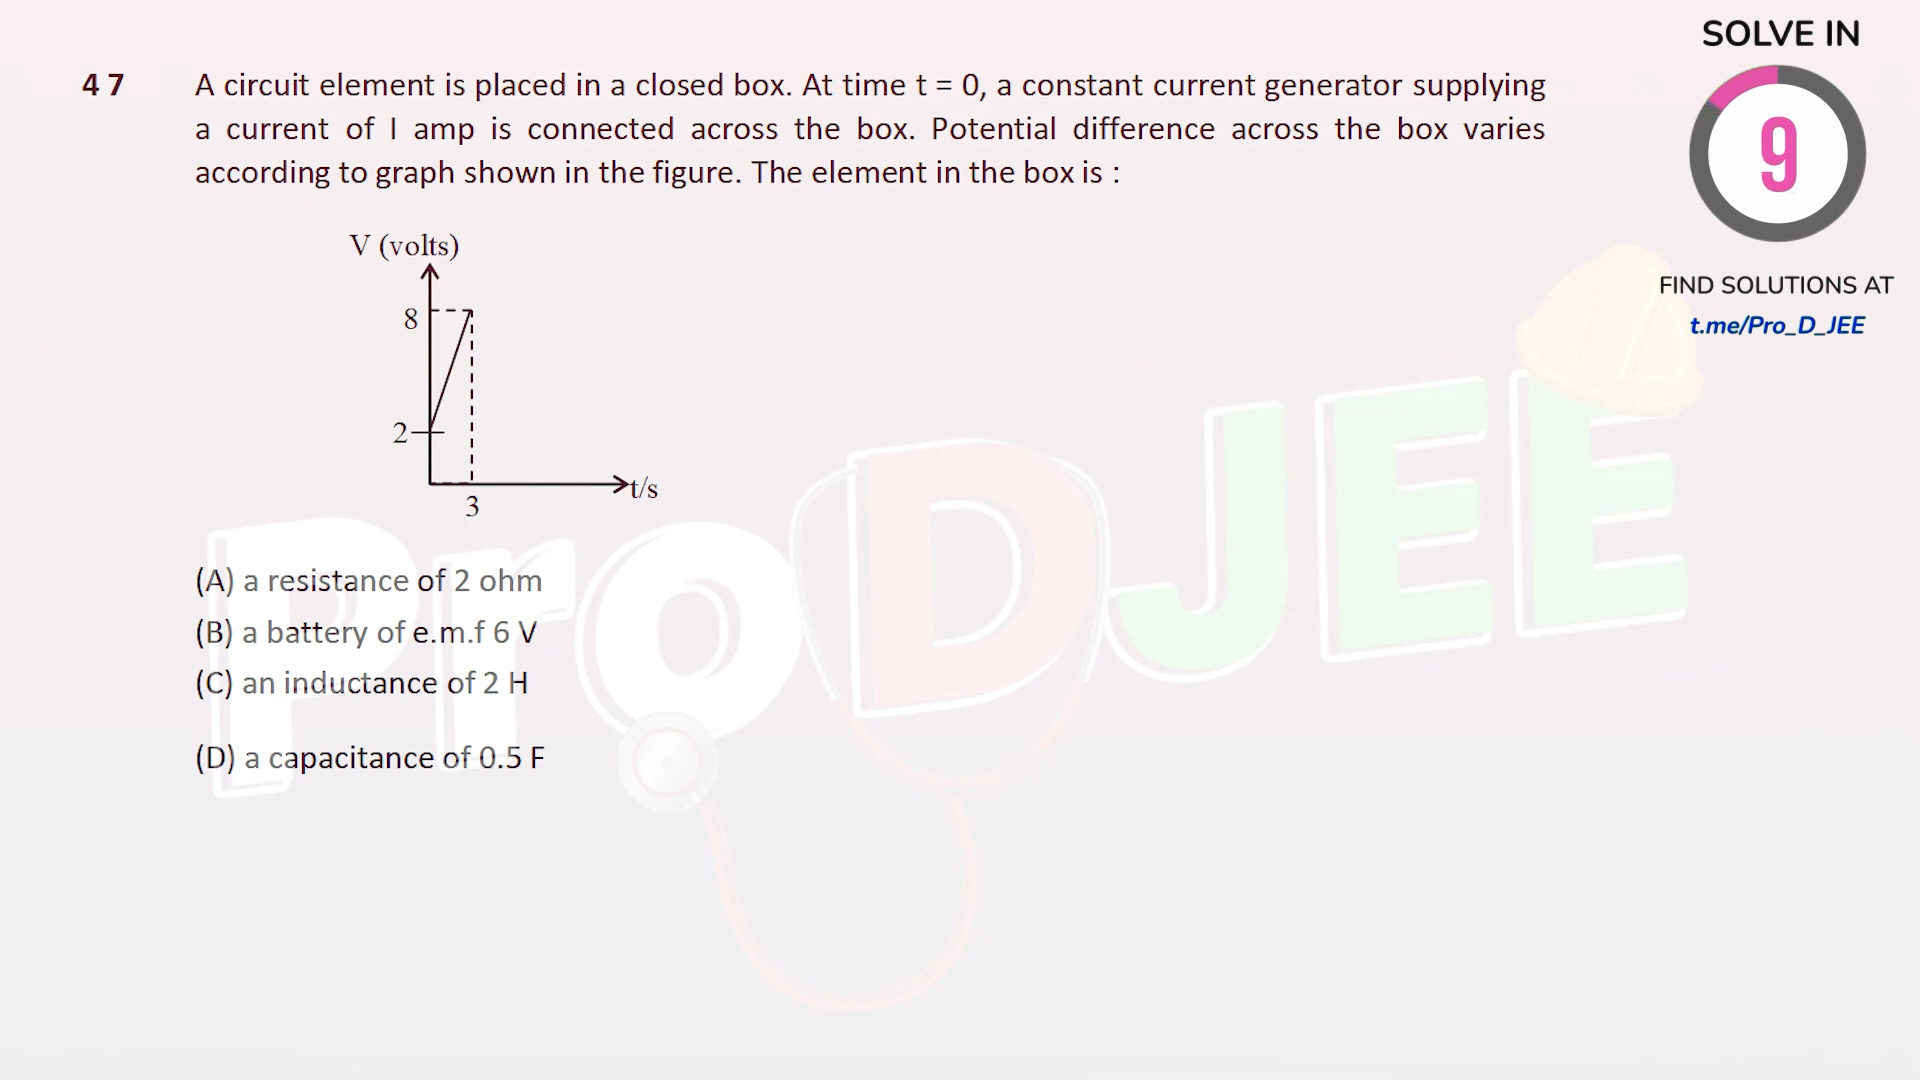 SOLVE IN
9
FIND SOLUTIONS AT
t.me/Pro_D_JEE
47 A circuit element is placed in a closed box. At time t = 0, a constant current generator supplying
a current of I amp is connected across the box. Potential difference across the box varies
according to graph shown in the figure. The element in the box is :
V (volts)
8
2
3
t/s
(A) a resistance of 2 ohm
(B) a battery of e.m.f 6 V
(C) an inductance of 2 H
(D) a capacitance of 0.5 F
Pro D JEE